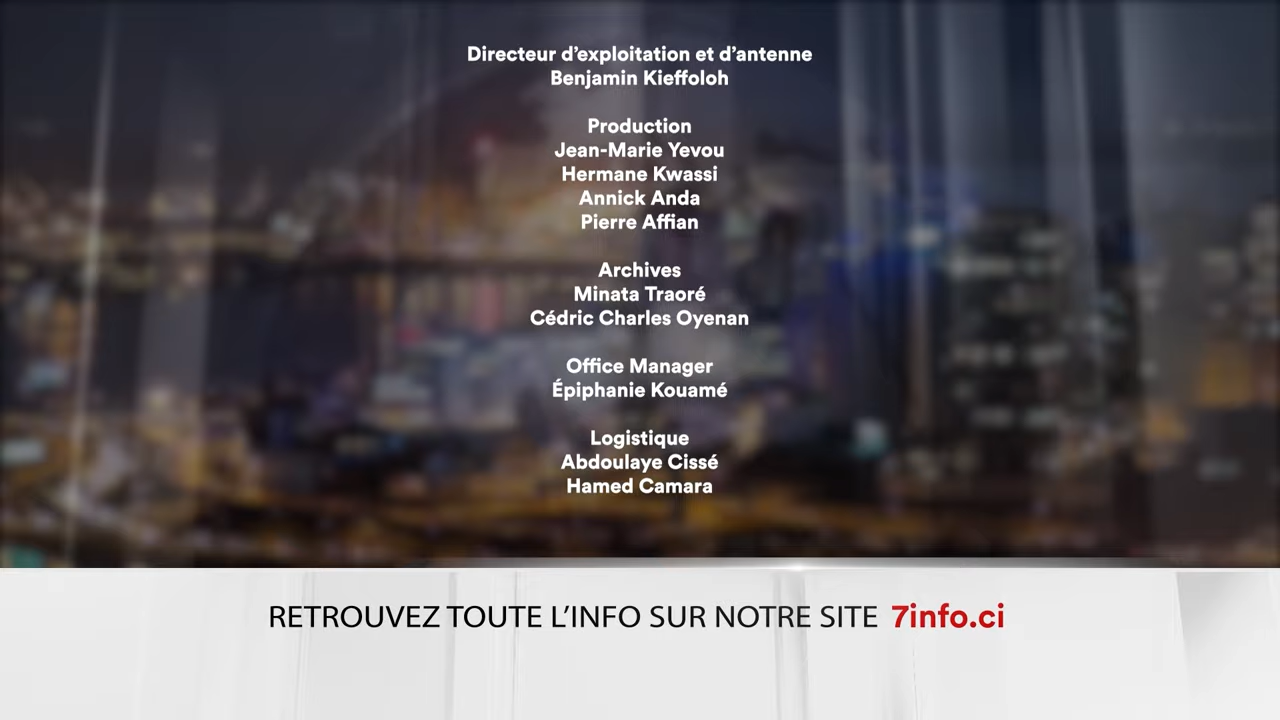 Directeur d’exploitation et d’antenne
Benjamin Kieffoloh
Production
Jean-Marie Yevou
Hermane Kwassi
Annick Anda
Pierre Affian
Archives
Minata Traoré
Cédric Charles Oyenan
Office Manager
Épiphanie Kouamé
Logistique
Abdoulaye Cissé
Hamed Camara
RETROUVEZ TOUTE L’INFO SUR NOTRE SITE 7info.ci